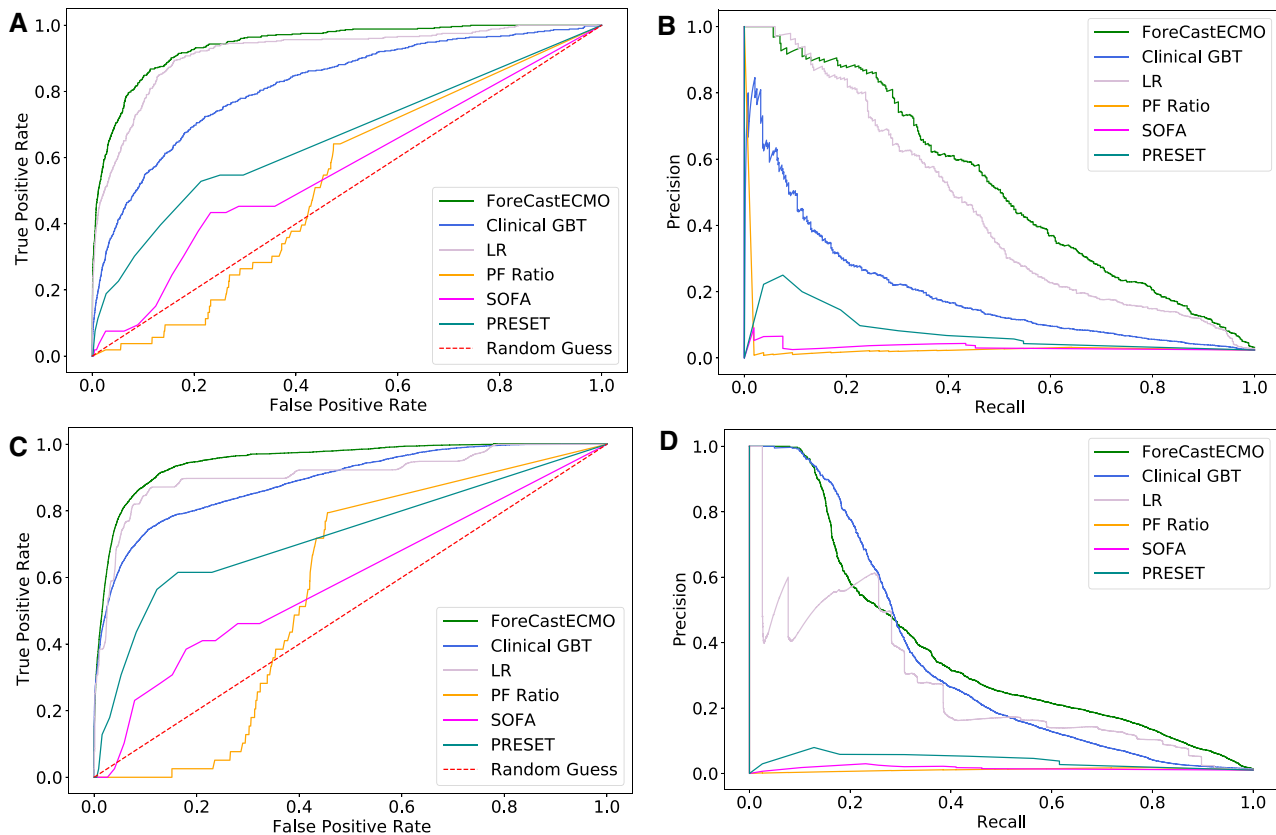 A
True Positive Rate
1.0
0.8
0.6
0.4
0.2
0.0
0.0 0.2 0.4 0.6 0.8 1.0
False Positive Rate
ForeCastECMO
Clinical GBT
LR
PF Ratio
SOFA
PRESET
Random Guess
B
Precision
1.0
0.8
0.6
0.4
0.2
0.0
0.0 0.2 0.4 0.6 0.8 1.0
Recall
ForeCastECMO
Clinical GBT
LR
PF Ratio
SOFA
PRESET
C
True Positive Rate
1.0
0.8
0.6
0.4
0.2
0.0
0.0 0.2 0.4 0.6 0.8 1.0
False Positive Rate
ForeCastECMO
Clinical GBT
LR
PF Ratio
SOFA
PRESET
Random Guess
D
Precision
1.0
0.8
0.6
0.4
0.2
0.0
0.0 0.2 0.4 0.6 0.8 1.0
Recall
ForeCastECMO
Clinical GBT
LR
PF Ratio
SOFA
PRESET